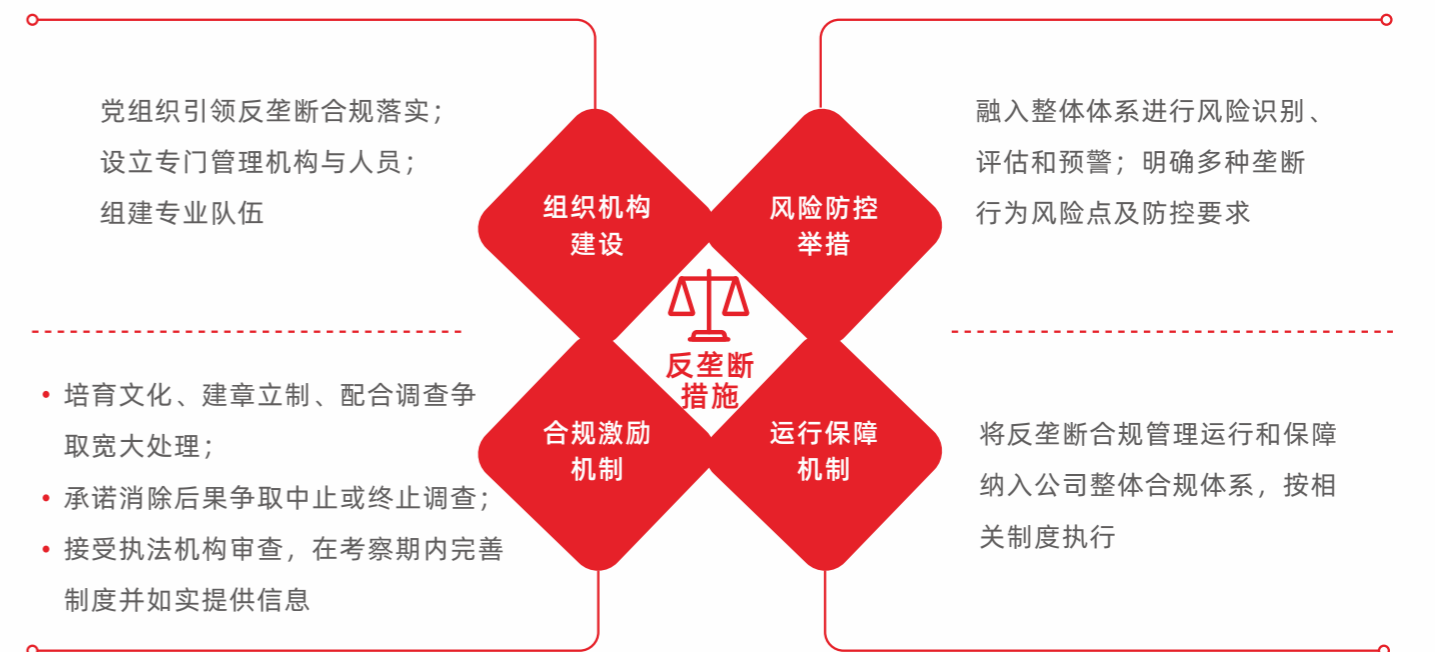 党组织引领反垄断合规落实；
设立专门管理机构与人员；
组建专业队伍
组织机构
建设
风险防控
举措
融入整体体系进行风险识别、
评估和预警；明确多种垄断
行为风险点及防控要求
反垄断
措施
• 培育文化、建章立制、配合调查争
取宽大处理；
• 承诺消除后果争取中止或终止调查；
• 接受执法机构审查，在考察期内完善
制度并如实提供信息
合规激励
机制
运行保障
机制
将反垄断合规管理运行和保障
纳入公司整体合规体系，按相
关制度执行